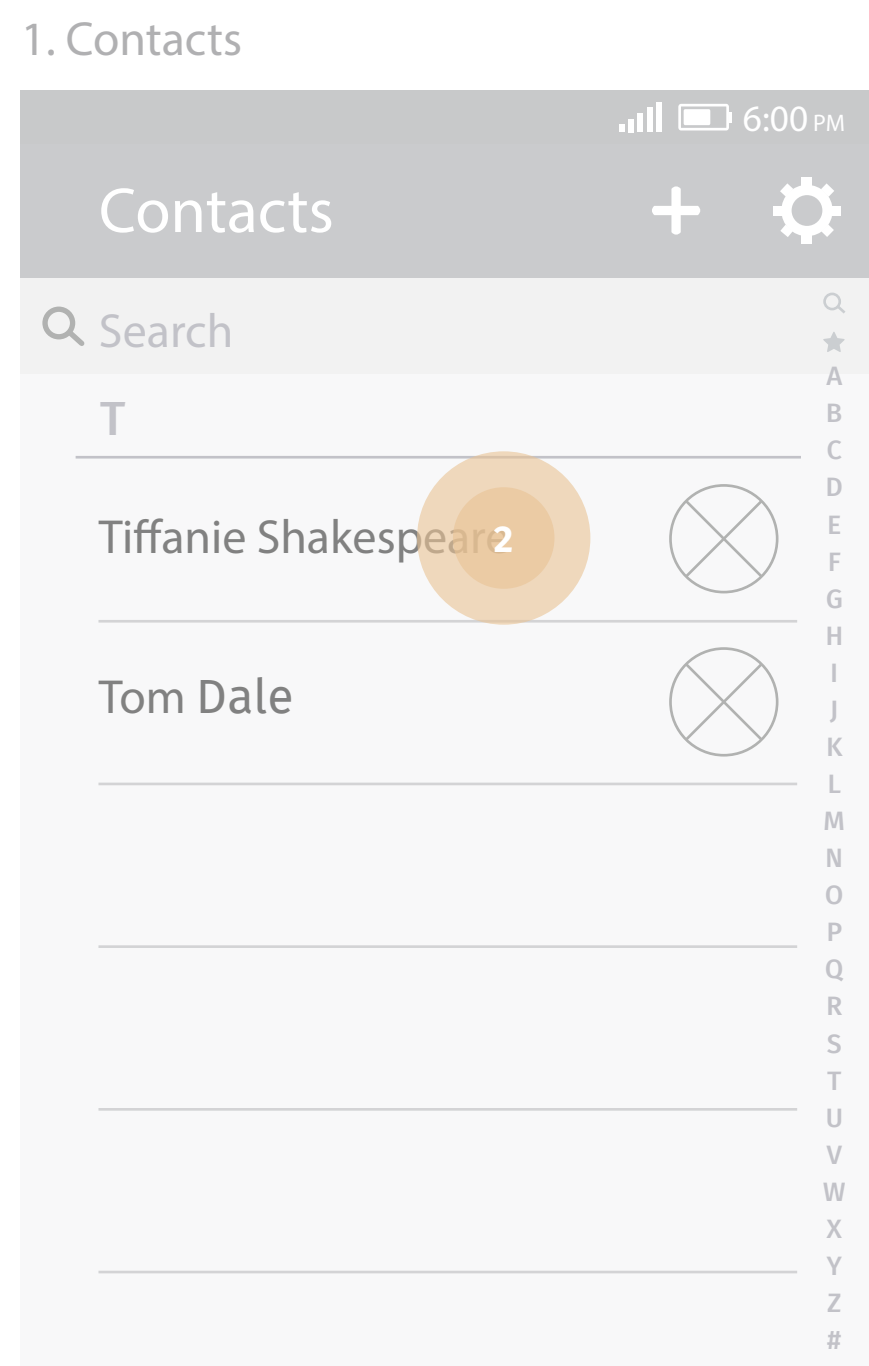 1. Contacts
6:00 PM
Contacts
Search
T
Tiffanie Shakespeare
2
Tom Dale
A
B
C
D
E
F
G
H
I
J
K
L
M
N
O
P
Q
R
S
T
U
V
W
X
Y
Z
#